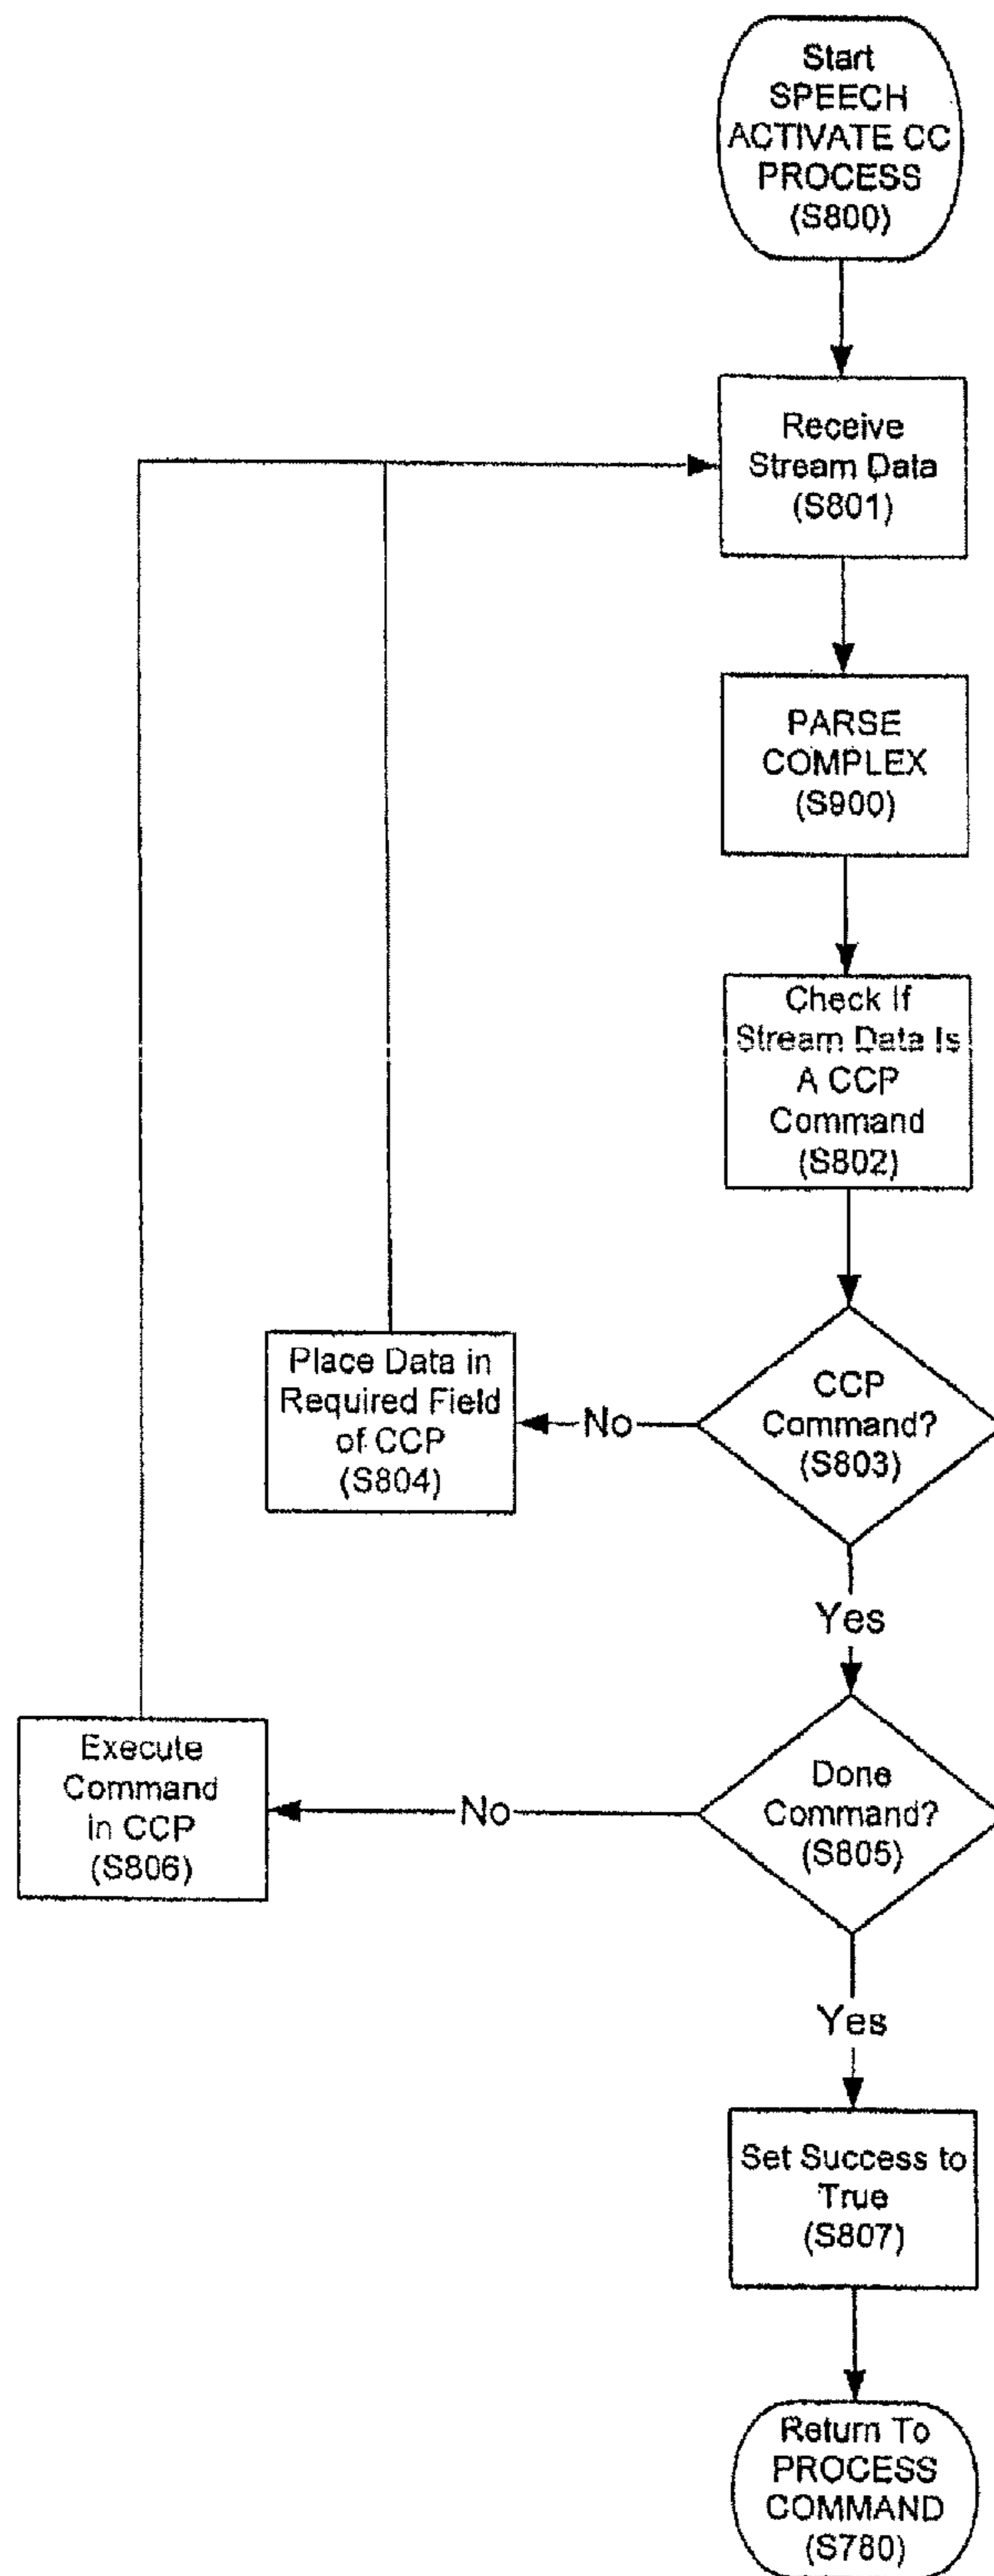 Start
SPEECH
ACTIVATE CC
PROCESS
(S800)
Receive
Stream Data
(S801)
PARSE
COMPLEX
(S900)
Check If
Stream Data Is
A CCP
Command
(S802)
CCP
Command?
(S803)
No
Place Data in
Required Field
of CCP
(S804)
Yes
Done
Command?
(S805)
No
Execute
Command
in CCP
(S806)
Yes
Set Success to
True
(S807)
Return To
PROCESS
COMMAND
(S780)